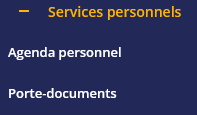 Services personnels
Agenda personnel
Porte-documents